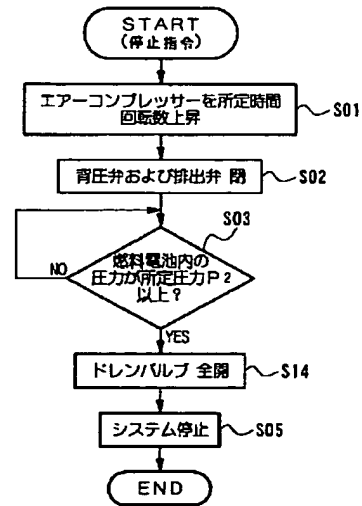 START
(停止指令)
エアーコンプレッサーを所定時間
回転数上昇
S01
背圧弁および排出弁 閉
S02
S03
燃料電池内の
圧力が所定圧力P2
以上?
NO
YES
ドレンバルブ 全開
S14
システム停止
S05
END